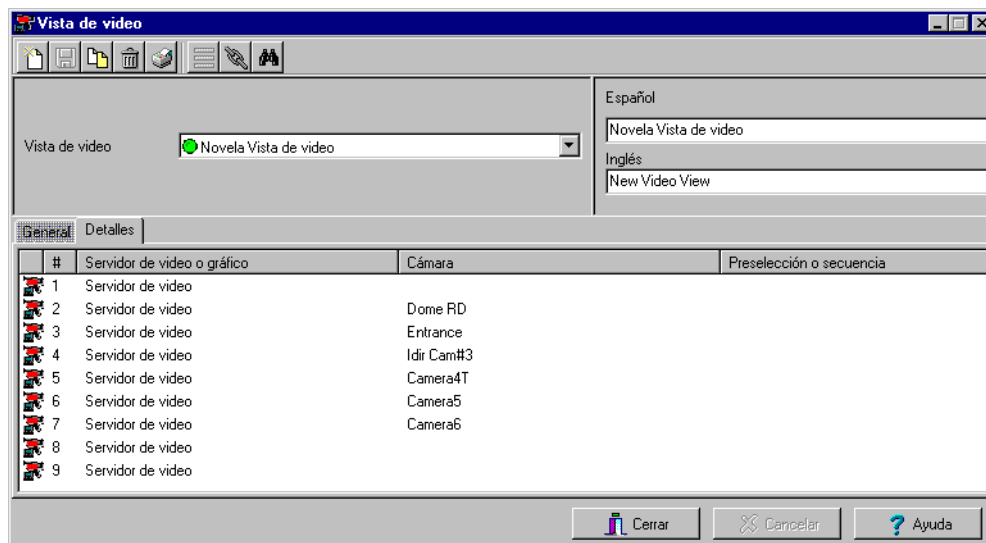 Vista de video
Español
Novela Vista de video
Vista de video
Novela Vista de video
Inglés
New Video View
General
Detalles
# Servidor de video o gráfico Cámara Preselección o secuencia
1 Servidor de video
2 Servidor de video Dome RD
3 Servidor de video Entrance
4 Servidor de video Idir Cam#3
5 Servidor de video Camera4T
6 Servidor de video Camera5
7 Servidor de video Camera6
8 Servidor de video
9 Servidor de video
Cerrar
Cancelar
Ayuda